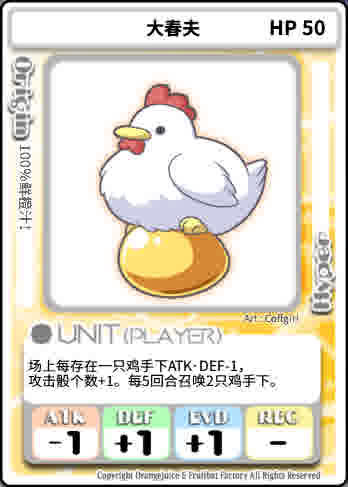 大春夫 HP 50
Origin
100%鲜橙汁!
Hyper
Art: Coffgirl
UNIT (PLAYER)
场上每存在一只鸡手下ATK·DEF-1,
攻击骰个数+1。每5回合召唤2只鸡手下。
ATK DEF EVD REC
-1 +1 +1 -
Copyright Orangejuice & Fruitbat Factory All Rights Reserved.